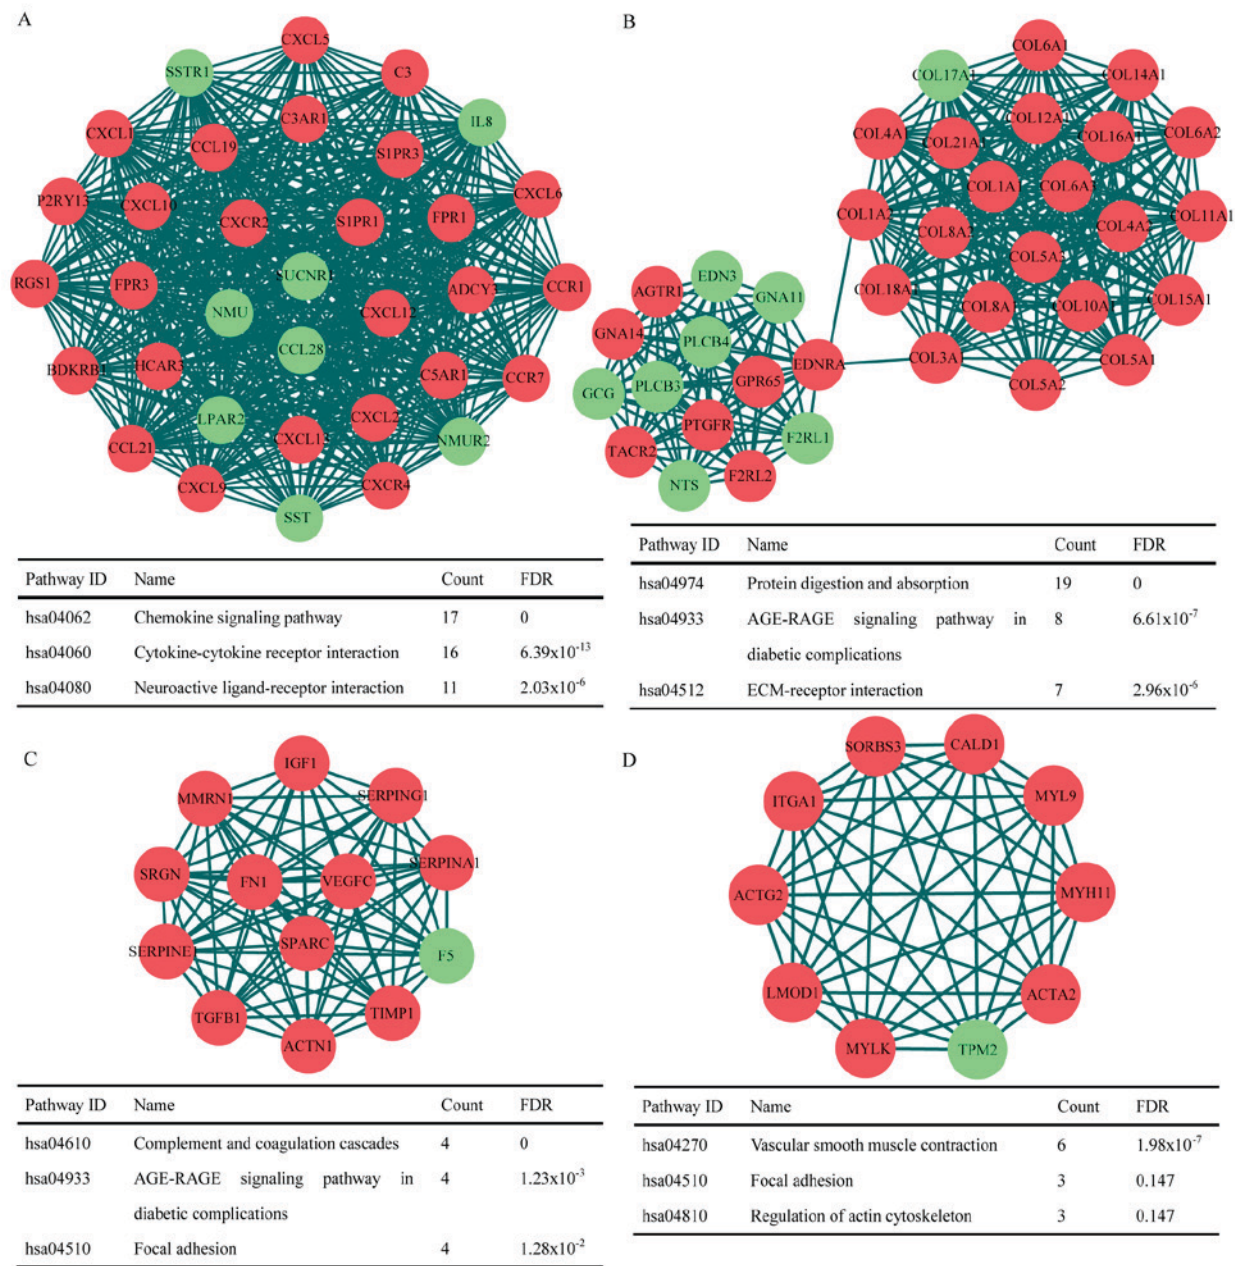 A
CXCL5
SSTR1
C3
IL8
C3AR1
CXCL1
CCL19
S1PR3
CXCL6
P2RY13
CXCL10
CXCR2
S1PR1
FPR1
SUCNR1
RGS1
FPR3
ADCY3
CCR1
NMU
CXCL12
CCL28
BDKRB1
HCAR3
C5AR1
CCR7
LPAR2
CXCL2
CCL21
CXCL13
NMUR2
CXCL9
CXCR4
SST
Pathway ID Name Count FDR
hsa04062 Chemokine signaling pathway 17 0
hsa04060 Cytokine-cytokine receptor interaction 16 6.39x10⁻¹³
hsa04080 Neuroactive ligand-receptor interaction 11 2.03x10⁻⁶
B
COL6A1
COL17A1
COL14A1
COL4A1
COL12A1
COL21A1
COL16A1
COL6A2
COL1A1
COL6A3
COL1A2
COL8A2
COL4A2
COL11A1
COL5A3
COL18A1
COL8A1
COL10A1
COL15A1
COL3A1
COL5A1
COL5A2
EDN3
AGTR1
GNA11
GNA14
PLCB4
EDNRA
GCG
PLCB3
GPR65
PTGFR
F2RL1
TACR2
NTS
F2RL2
Pathway ID Name Count FDR
hsa04974 Protein digestion and absorption 19 0
hsa04933 AGE-RAGE signaling pathway in 8 6.61x10⁻⁷
diabetic complications
hsa04512 ECM-receptor interaction 7 2.96x10⁻⁶
C
IGF1
MMRN1
SERPING1
SRGN
FN1
VEGFC
SERPINA1
SERPINE1
SPARC
F5
TGFB1
TIMP1
ACTN1
Pathway ID Name Count FDR
hsa04610 Complement and coagulation cascades 4 0
hsa04933 AGE-RAGE signaling pathway in 4 1.23x10⁻³
diabetic complications
hsa04510 Focal adhesion 4 1.28x10⁻²
D
SORBS3
CALD1
ITGA1
MYL9
ACTG2
MYH11
LMOD1
ACTA2
MYLK
TPM2
Pathway ID Name Count FDR
hsa04270 Vascular smooth muscle contraction 6 1.98x10⁻⁷
hsa04510 Focal adhesion 3 0.147
hsa04810 Regulation of actin cytoskeleton 3 0.147